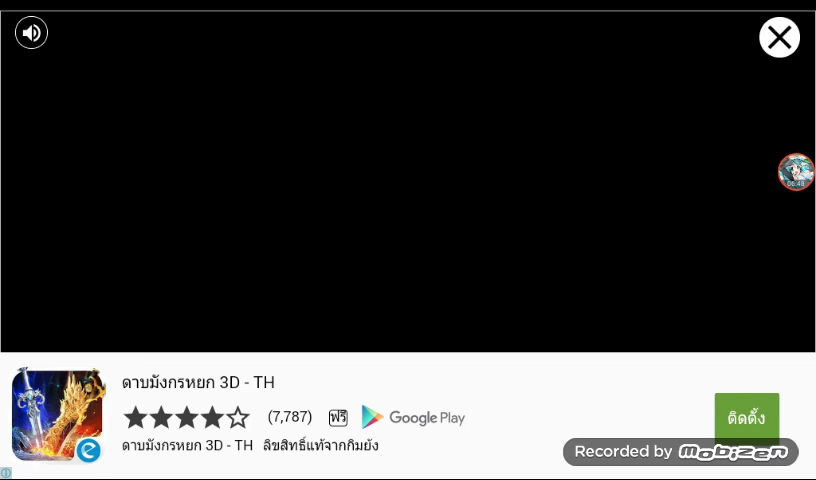 06:48
ดาบมังกรหยก 3D - TH
(7,787) ฟรี Google Play
ติดตั้ง
ดาบมังกรหยก 3D - TH ลิขสิทธิ์แท้จากกิมย้ง
Recorded by Mobizen